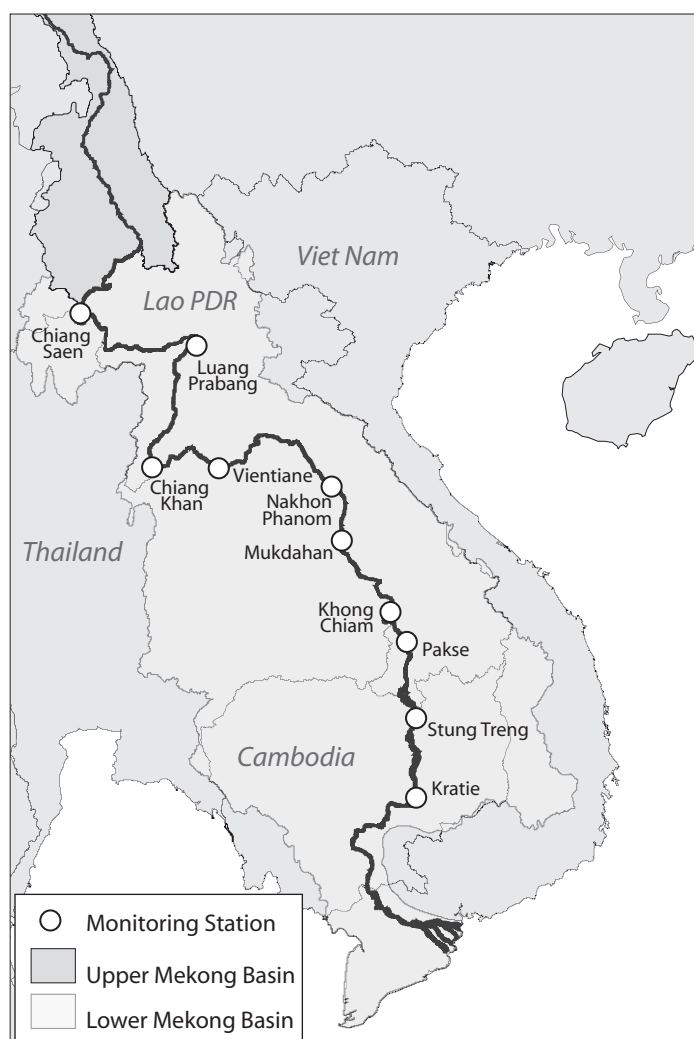 Viet Nam
Lao PDR
Chiang
Saen
Luang
Prabang
Chiang
Khan
Vientiane
Nakhon
Phanom
Thailand
Mukdahan
Khong
Chiam
Pakse
Stung Treng
Cambodia
Kratie
Monitoring Station
Upper Mekong Basin
Lower Mekong Basin